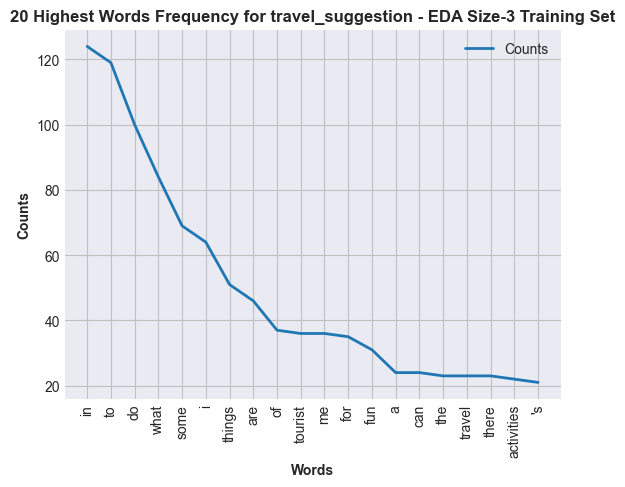 20 Highest Words Frequency for travel_suggestion - EDA Size-3 Training Set
Counts
120
100
80
60
40
20
Counts
in
to
do
what
some
i
things
are
of
tourist
me
for
fun
a
can
the
travel
there
activities
's
Words